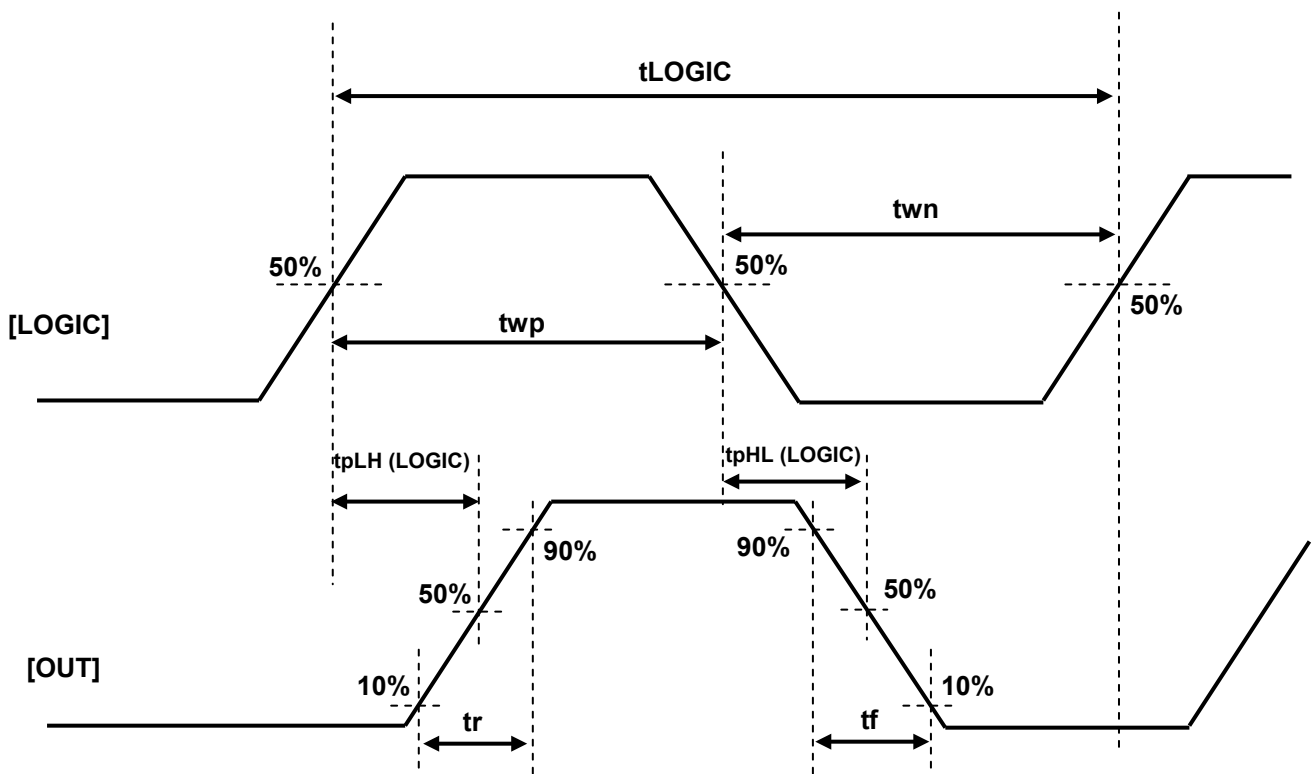 tLOGIC
twn
50%
50%
50%
[LOGIC]
twp
tpLH (LOGIC)
tpHL (LOGIC)
90%
90%
50%
50%
[OUT]
10%
10%
tr
tf